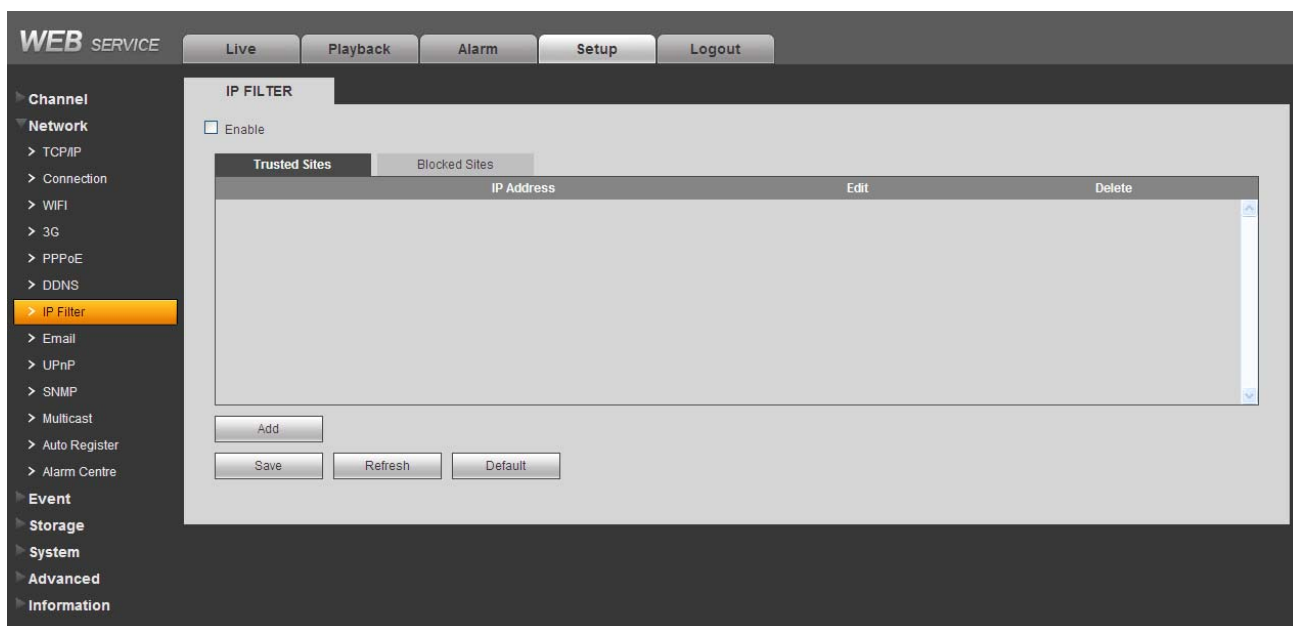 WEB SERVICE
Live
Playback
Alarm
Setup
Logout
Channel
Network
> TCP/IP
> Connection
> WIFI
> 3G
> PPPoE
> DDNS
> IP Filter
> Email
> UPnP
> SNMP
> Multicast
> Auto Register
> Alarm Centre
Event
Storage
System
Advanced
Information
IP FILTER
Enable
Trusted Sites
Blocked Sites
IP Address
Edit
Delete
Add
Save
Refresh
Default